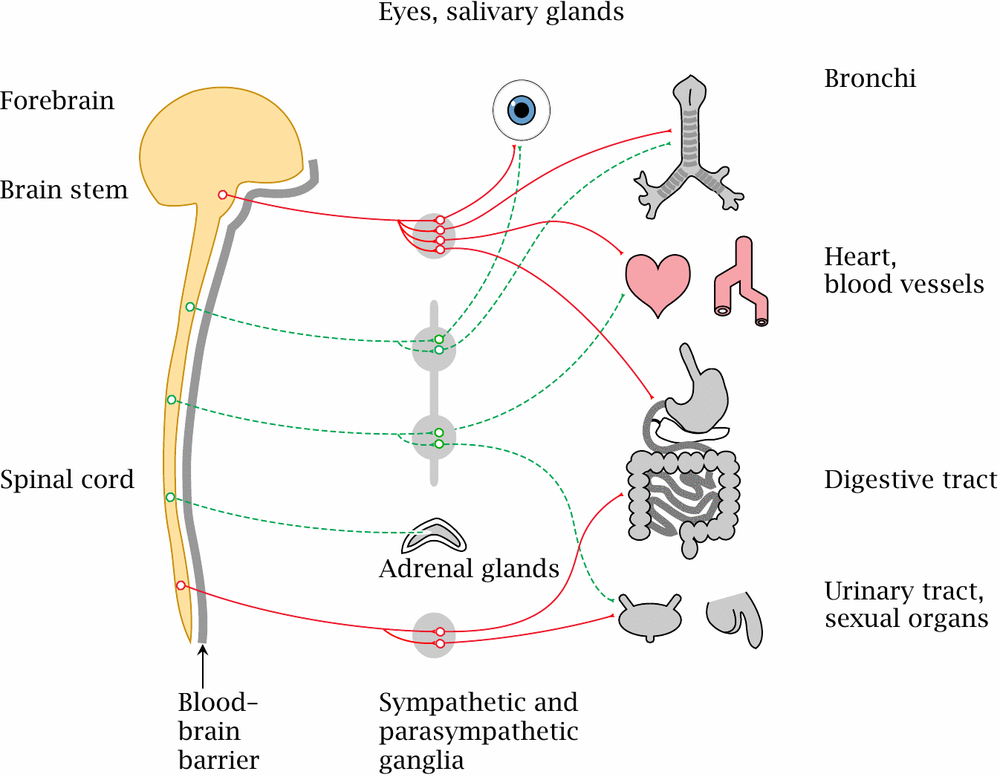 Eyes, salivary glands
Bronchi
Forebrain
Brain stem
Heart,
blood vessels
Spinal cord
Digestive tract
Adrenal glands
Urinary tract,
sexual organs
Blood-
brain
barrier
Sympathetic and
parasympathetic
ganglia